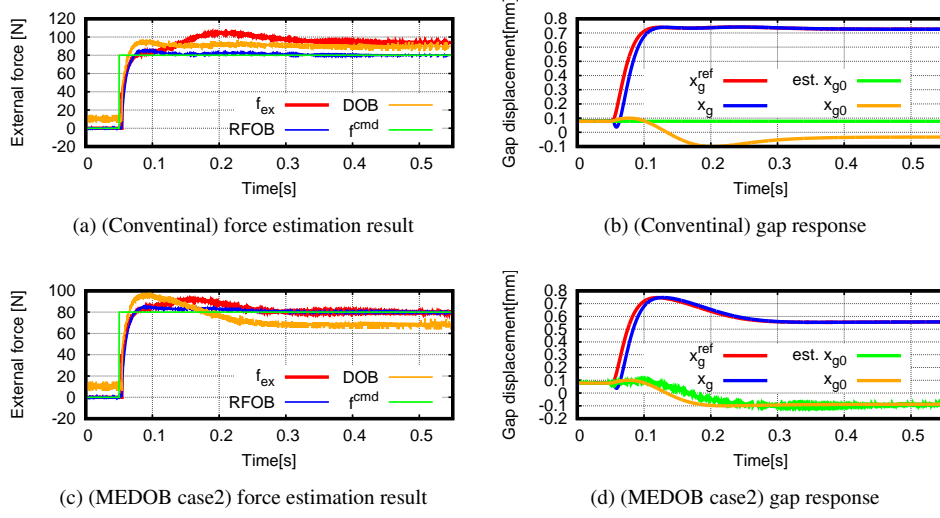 External force [N]
120
100
80
60
40
20
0
-20
f_ex DOB
RFOB f^cmd
0 0.1 0.2 0.3 0.4 0.5
Time[s]
(a) (Conventinal) force estimation result
Gap displacement[mm]
0.8
0.7
0.6
0.5
0.4
0.3
0.2
0.1
0
-0.1
x_g^ref est. x_g0
x_g x_g0
0 0.1 0.2 0.3 0.4 0.5
Time[s]
(b) (Conventinal) gap response
External force [N]
100
80
60
40
20
0
-20
f_ex DOB
RFOB f^cmd
0 0.1 0.2 0.3 0.4 0.5
Time[s]
(c) (MEDOB case2) force estimation result
Gap displacement[mm]
0.8
0.7
0.6
0.5
0.4
0.3
0.2
0.1
0
-0.1
-0.2
x_g^ref est. x_g0
x_g x_g0
0 0.1 0.2 0.3 0.4 0.5
Time[s]
(d) (MEDOB case2) gap response